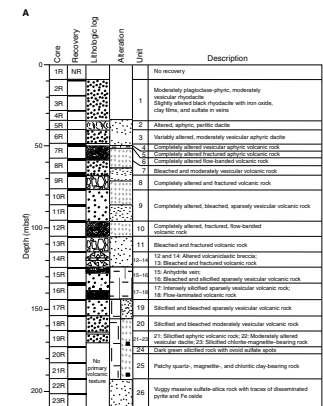 A
Core
Recovery
Lithologic log
Alteration
Unit
Description
0
50
100
150
200
Depth (mbsf)
1R
NR
No recovery
2R
3R
4R
1
Moderately plagioclase-phyric, moderately
vesicular rhyodacite
Slightly altered black rhyodacite with iron oxide,
clay films, and sulfate in veins
5R
2
Altered, aphyric, perlitic dacite
6R
3
Variably altered, moderately vesicular aphyric dacite
7R
4
Completely altered vesicular aphyric volcanic rock
5
Completely altered fractured aphyric volcanic rock
8R
6
Completely altered flow-banded volcanic rock
7
Bleached and moderately vesicular volcanic rock
9R
8
Completely altered and fractured volcanic rock
10R
11R
9
Completely altered, bleached, sparsely vesicular volcanic rock
12R
10
Completely altered, fractured, flow-banded
volcanic rock
13R
11
Bleached and fractured volcanic rock
14R
12–14
12 and 14: Altered volcaniclastic breccia;
13: Bleached and fractured volcanic rock
15R
15–16
15: Anhydrite vein;
16: Bleached and silicified sparsely vesicular volcanic rock
16R
17–18
17: Intensely silicified sparsely vesicular volcanic rock;
18: Flow-laminated volcanic rock
17R
19
Silicified and bleached sparsely vesicular volcanic rock
18R
20
Silicified and bleached moderately vesicular volcanic rock
19R
21–23
21: Silicified aphyric volcanic rock; 22: Moderately altered
vesicular dacite; 23: Silicified chlorite-magnetite-bearing rock
24
Dark green silicified rock with ovoid sulfate spots
20R
21R
25
Patchy quartz-, magnetite-, and chloritic clay-bearing rock
22R
23R
26
Vuggy massive sulfate-silica rock with traces of disseminated
pyrite and Fe oxide
No
primary
volcanic
texture